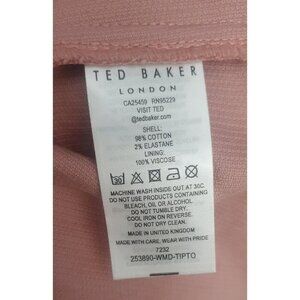 TED BAKER
LONDON
CA25459 RN95229
VISIT TED
@tedbaker.com
SHELL:
98% COTTON
2% ELASTANE
LINING:
100% VISCOSE
30
MACHINE WASH INSIDE OUT AT 30C.
DO NOT USE PRODUCTS CONTAINING
BLEACH, OIL OR ALCOHOL.
DO NOT TUMBLE DRY.
COOL IRON ON REVERSE.
DO NOT DRY CLEAN.
MADE IN UNITED KINGDOM
MADE WITH CARE, WEAR WITH PRIDE
7232
253890-WMD-TIPTO